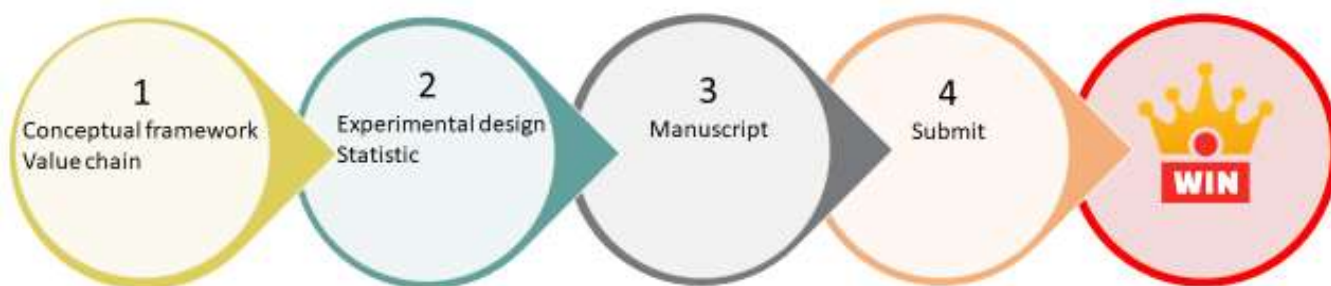 1
Conceptual framework
Value chain
2
Experimental design
Statistic
3
Manuscript
4
Submit
WIN